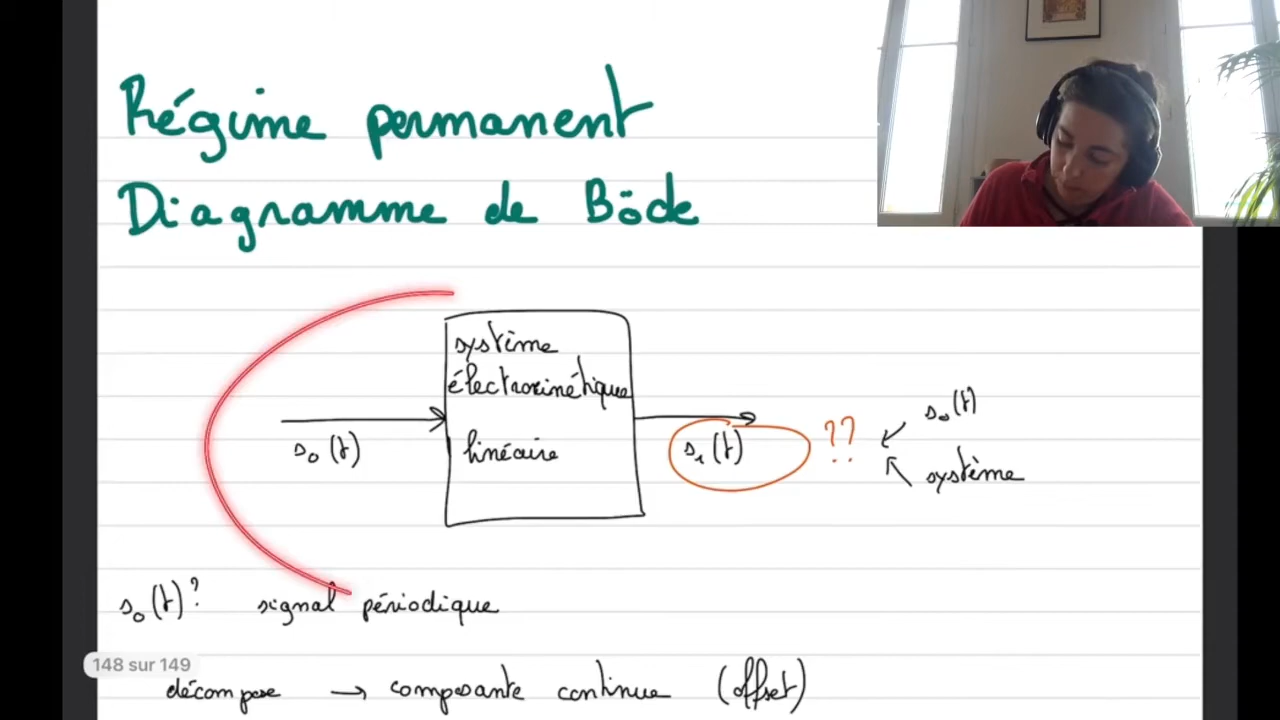 Régime permanent
Diagramme de Böde
système
électrocinétique
linéaire
s₀(t)
s₁(t)
??
s₀(t)
système
s₀(t)? signal périodique
148 sur 149
décompose → composante continue (offset)